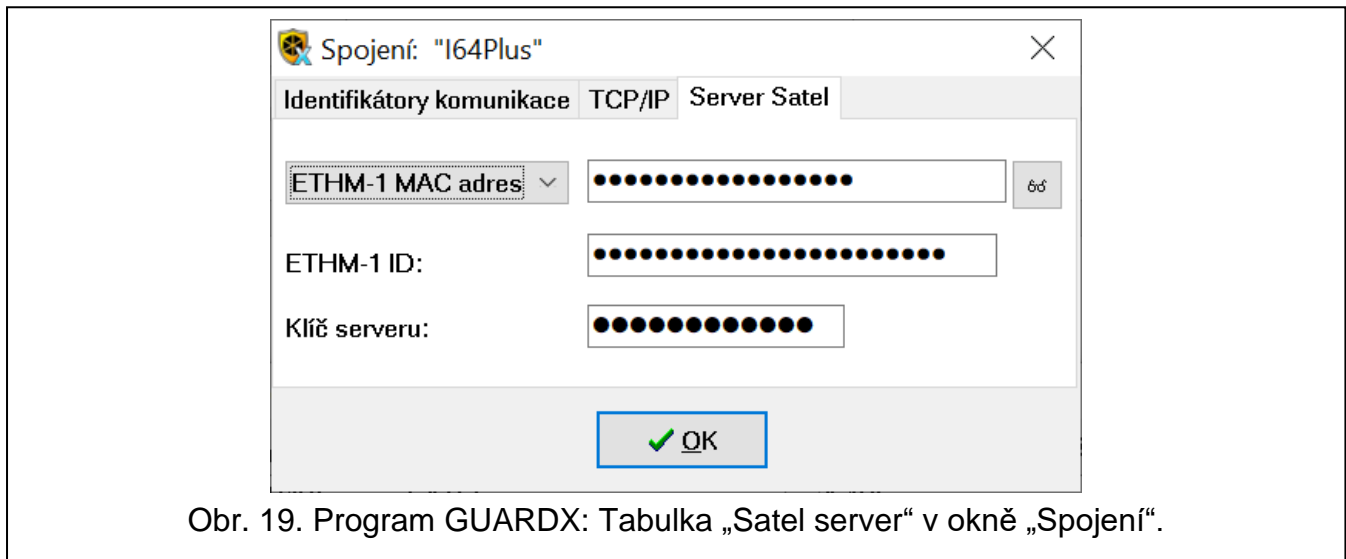 Spojení: "I64Plus"
Identifikátory komunikace TCP/IP Server Satel
ETHM-1 MAC adres ●●●●●●●●●●●●●●●●●
ETHM-1 ID: ●●●●●●●●●●●●●●●●●●●●●●●
Klíč serveru: ●●●●●●●●●●●●
OK
Obr. 19. Program GUARDX: Tabulka „Satel server“ v okně „Spojení“.